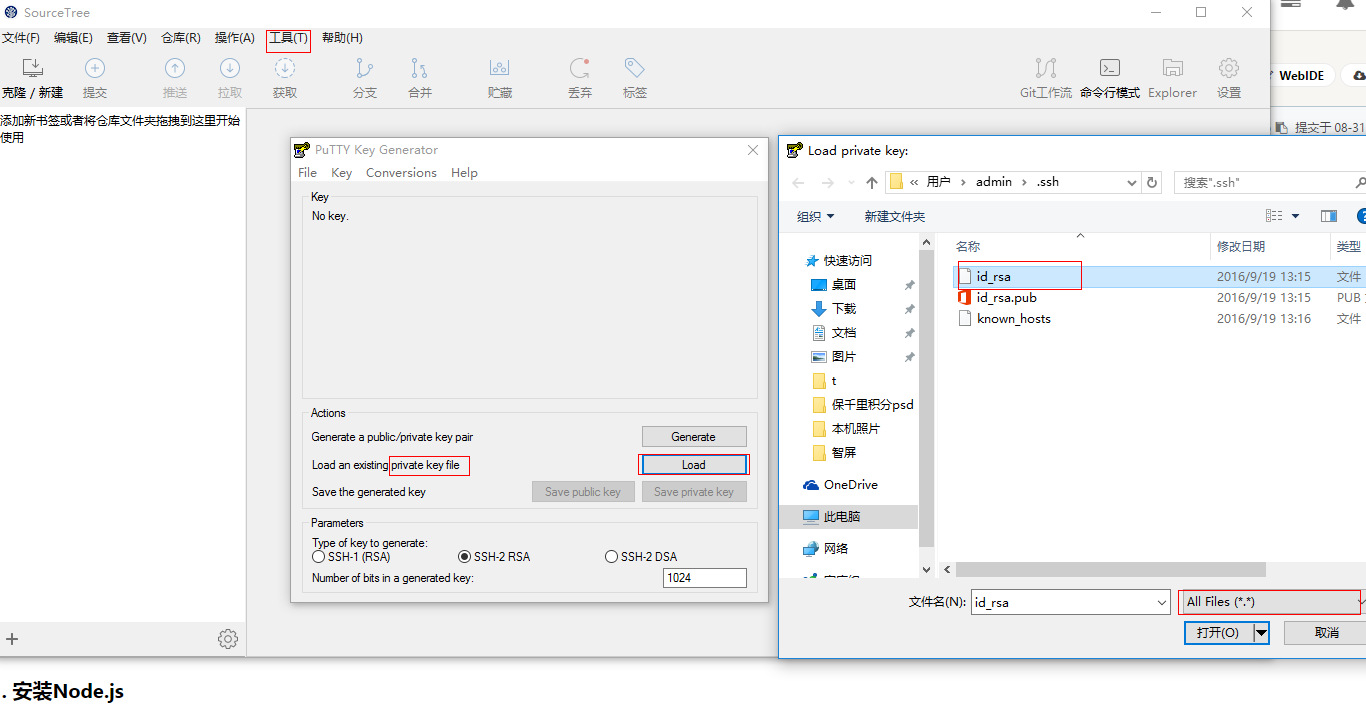 SourceTree
文件(F) 编辑(E) 查看(V) 仓库(R) 操作(A) 工具(T) 帮助(H)
克隆 / 新建 提交 推送 拉取 获取 分支 合并 贮藏 丢弃 标签 Git工作流 命令行模式 Explorer 设置
WebIDE
提交于 08-31
添加新书签或者将仓库文件夹拖拽到这里开始
使用
PuTTY Key Generator
File Key Conversions Help
Key
No key.
Actions
Generate a public/private key pair Generate
Load an existing private key file Load
Save the generated key Save public key Save private key
Parameters
Type of key to generate:
SSH-1 (RSA) SSH-2 RSA SSH-2 DSA
Number of bits in a generated key: 1024
Load private key:
« 用户 › admin › .ssh 搜索".ssh"
组织 新建文件夹
名称 修改日期 类型
快速访问
桌面
下载
文档
图片
t
保千里积分psd
本机照片
智屏
OneDrive
此电脑
网络
id_rsa 2016/9/19 13:15 文件
id_rsa.pub 2016/9/19 13:15 PUB
known_hosts 2016/9/19 13:16 文件
文件名(N): id_rsa All Files (*.*)
打开(O) 取消
. 安装Node.js